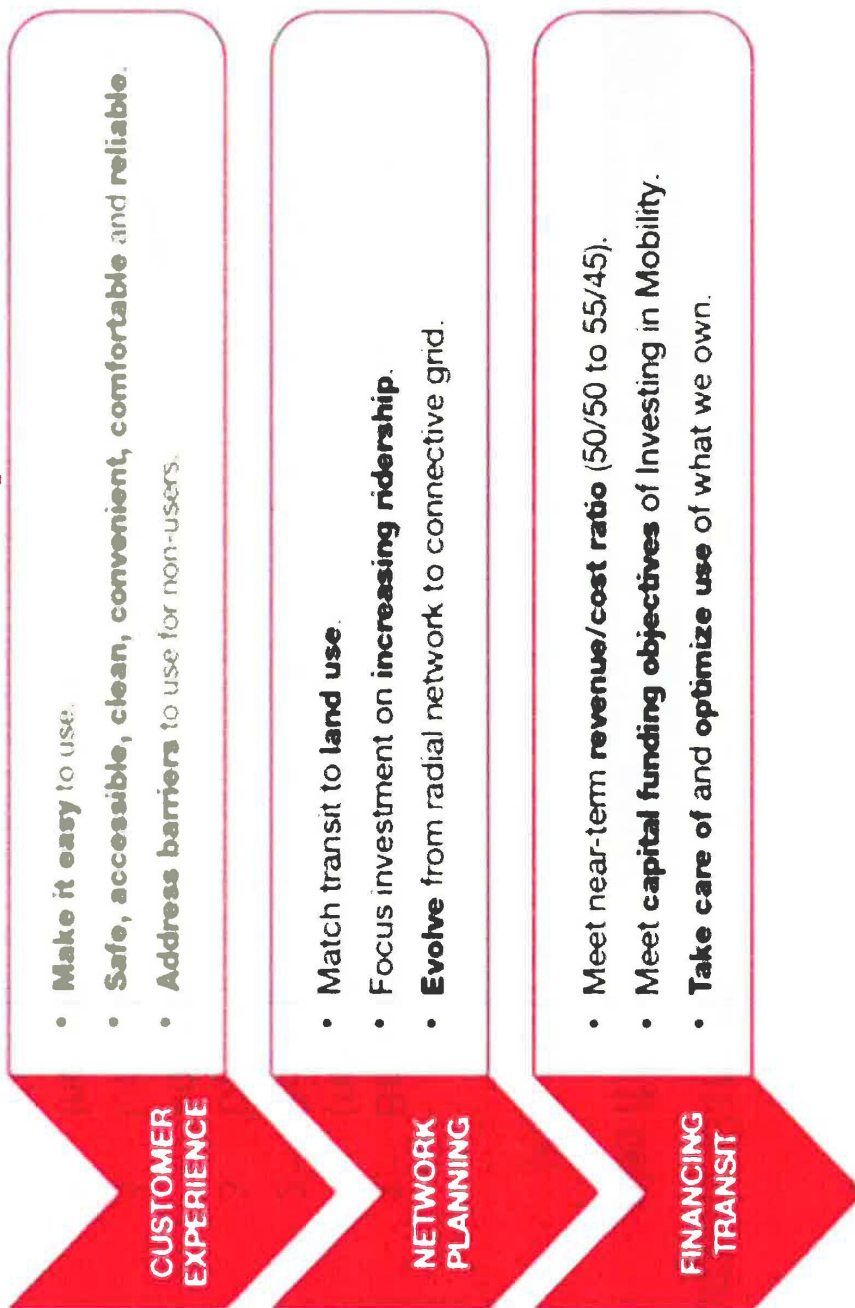 CUSTOMER
EXPERIENCE
• Make it easy to use.
• Safe, accessible, clean, convenient, comfortable and reliable.
• Address barriers to use for non-users.
NETWORK
PLANNING
• Match transit to land use.
• Focus investment on increasing ridership.
• Evolve from radial network to connective grid.
FINANCING
TRANSIT
• Meet near-term revenue/cost ratio (50/50 to 55/45).
• Meet capital funding objectives of Investing in Mobility.
• Take care of and optimize use of what we own.